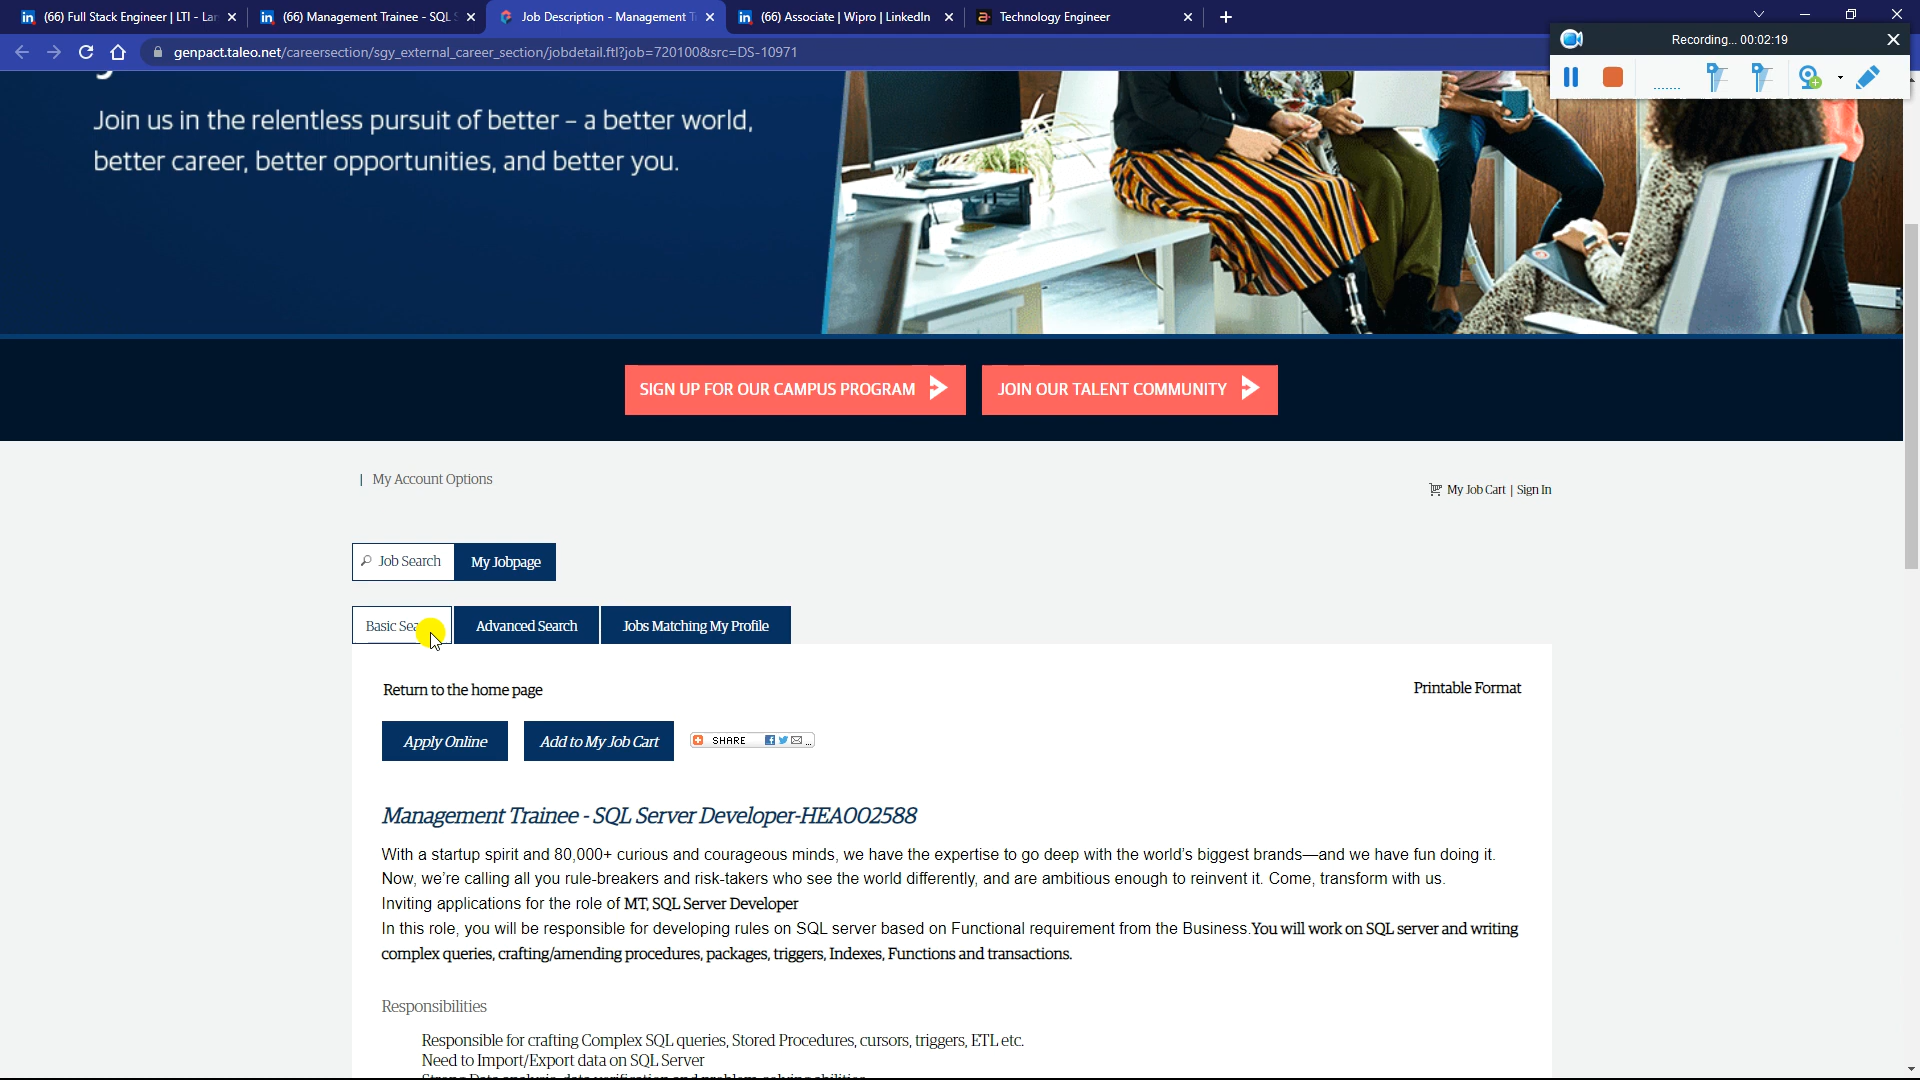 (66) Full Stack Engineer | LTI - Lar
(66) Management Trainee - SQL S
Job Description - Management T
(66) Associate | Wipro | LinkedIn
Technology Engineer
genpact.taleo.net/careersection/sgy_external_career_section/jobdetail.ftl?job=720100&src=DS-10971
Recording... 00:02:19
Join us in the relentless pursuit of better – a better world,
better career, better opportunities, and better you.
SIGN UP FOR OUR CAMPUS PROGRAM
JOIN OUR TALENT COMMUNITY
| My Account Options
My Job Cart | Sign In
Job Search
My Jobpage
Basic Sea
Advanced Search
Jobs Matching My Profile
Return to the home page
Printable Format
Apply Online
Add to My Job Cart
SHARE
Management Trainee - SQL Server Developer-HEA002588
With a startup spirit and 80,000+ curious and courageous minds, we have the expertise to go deep with the world's biggest brands—and we have fun doing it.
Now, we're calling all you rule-breakers and risk-takers who see the world differently, and are ambitious enough to reinvent it. Come, transform with us.
Inviting applications for the role of MT, SQL Server Developer
In this role, you will be responsible for developing rules on SQL server based on Functional requirement from the Business.You will work on SQL server and writing
complex queries, crafting/amending procedures, packages, triggers, Indexes, Functions and transactions.
Responsibilities
Responsible for crafting Complex SQL queries, Stored Procedures, cursors, triggers, ETL etc.
Need to Import/Export data on SQL Server